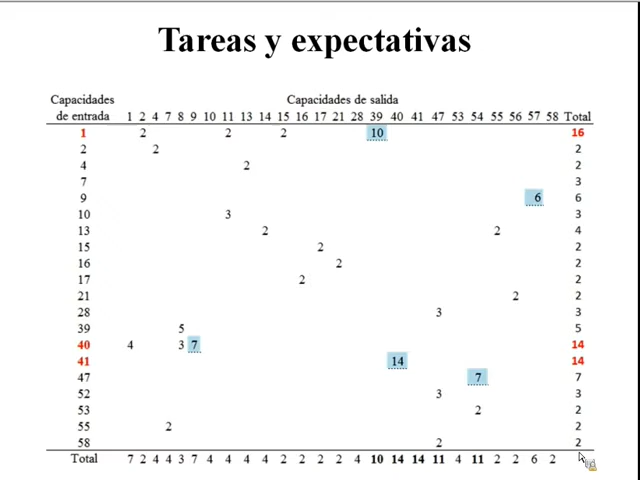 Tareas y expectativas
Capacidades de entrada Capacidades de salida
1 2 4 7 8 9 10 11 13 14 15 16 17 21 28 39 40 41 47 53 54 55 56 57 58 Total
1 2 2 2 10 16
2 2 2
4 2 2
7 3
9 6 6
10 3 3
13 2 2 4
15 2 2
16 2 2
17 2 2
21 2 2
28 3 3
39 5 5
40 4 3 7 14
41 14 14
47 7 7
52 3 3
53 2 2
55 2 2
58 2 2
Total 7 2 4 4 3 7 4 4 4 4 2 2 2 2 4 10 14 14 11 4 11 2 2 6 2